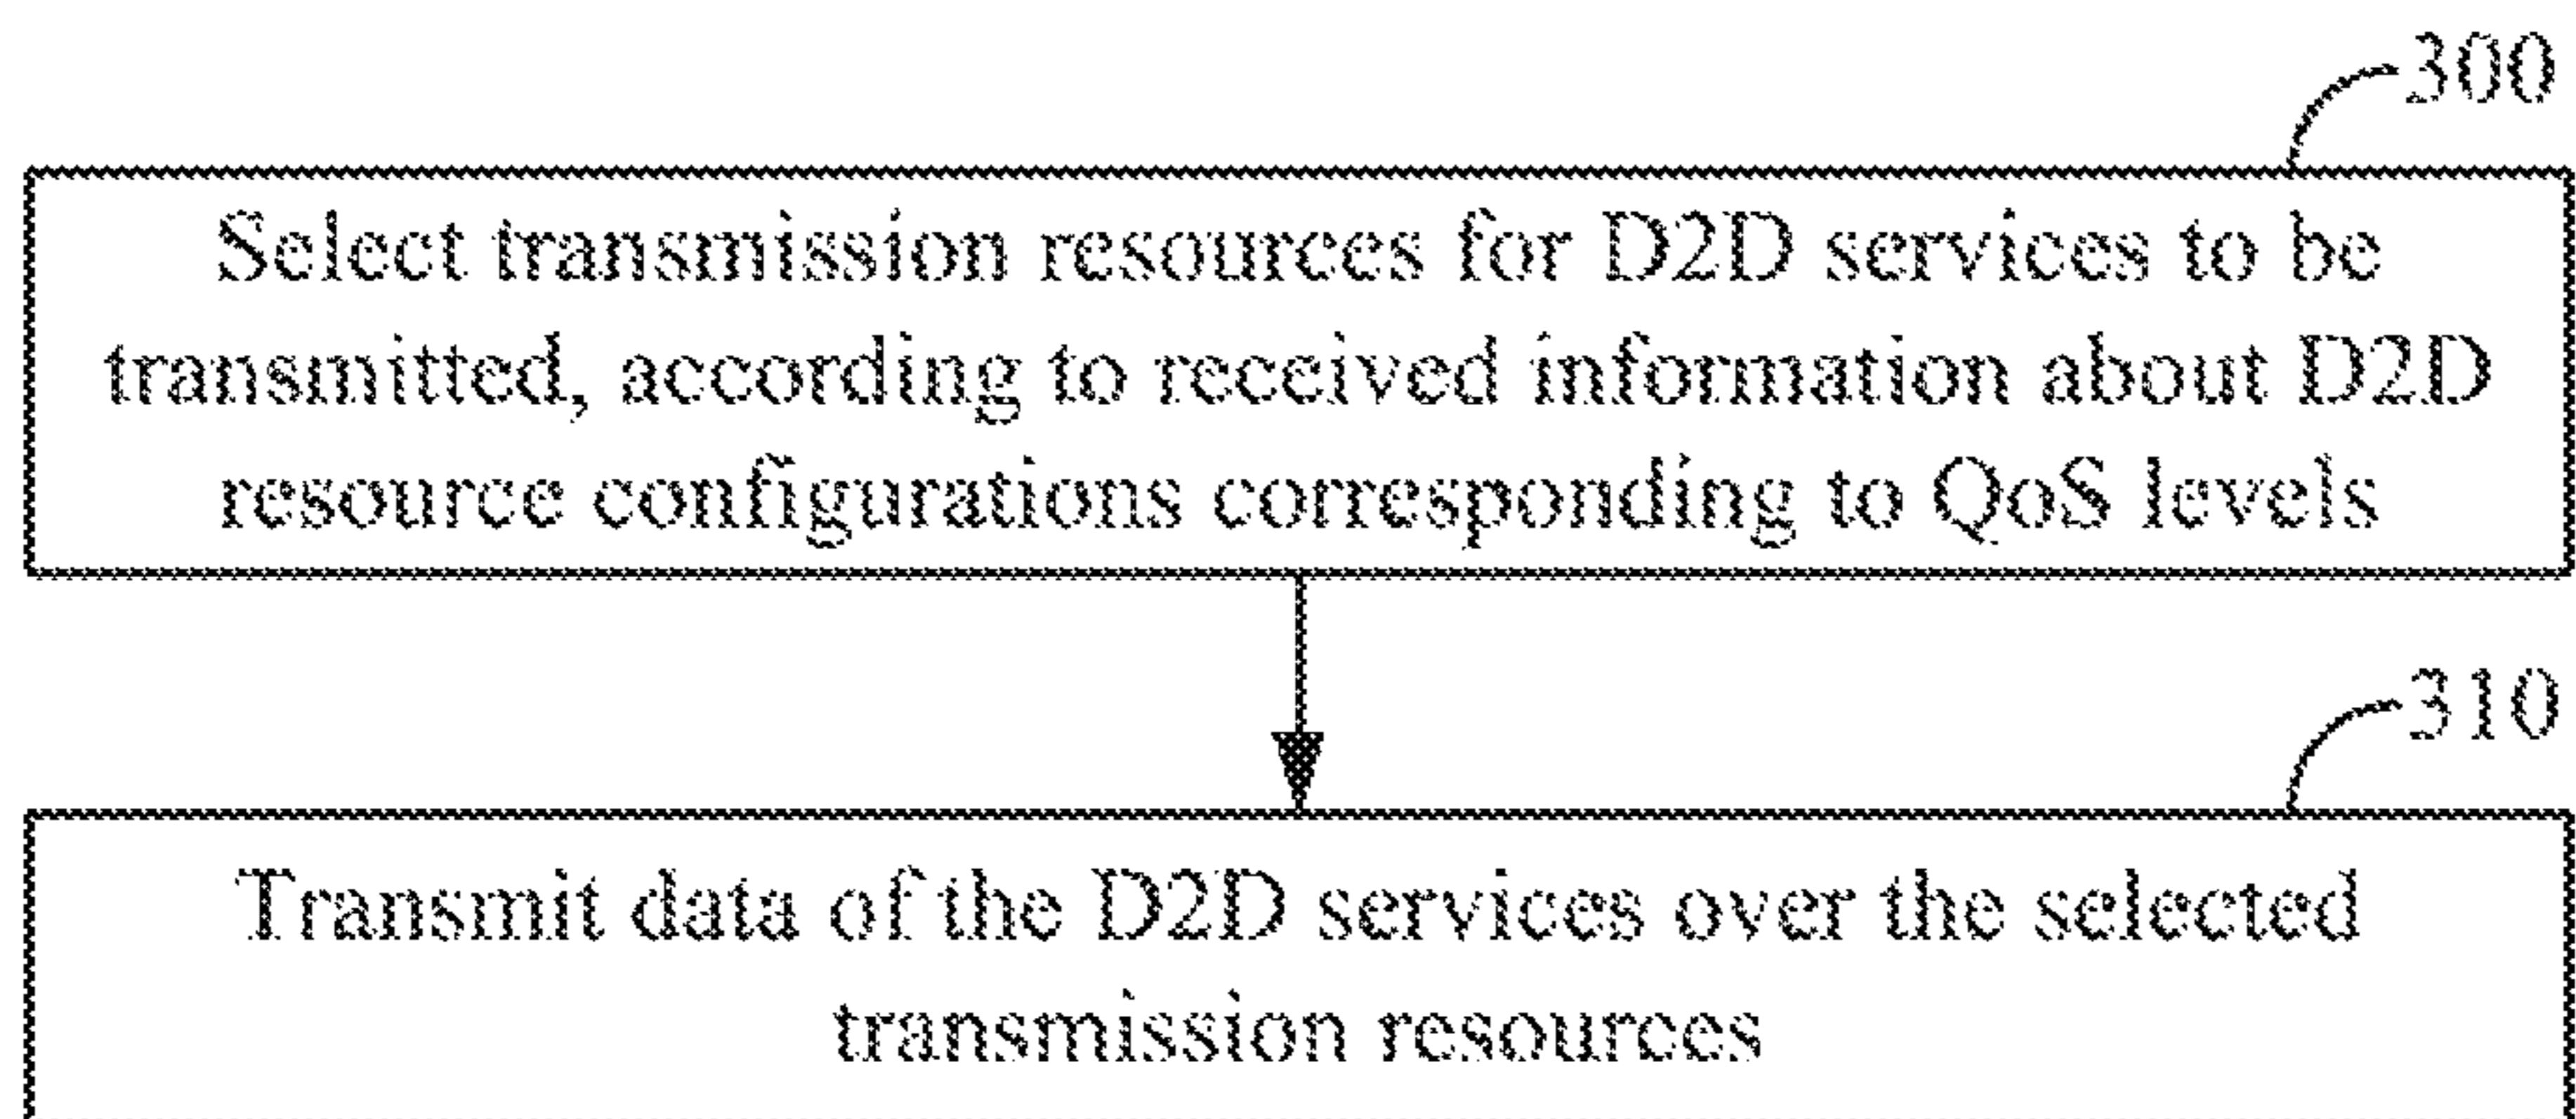 300
Select transmission resources for D2D services to be
transmitted, according to received information about D2D
resource configurations corresponding to QoS levels
310
Transmit data of the D2D services over the selected
transmission resources